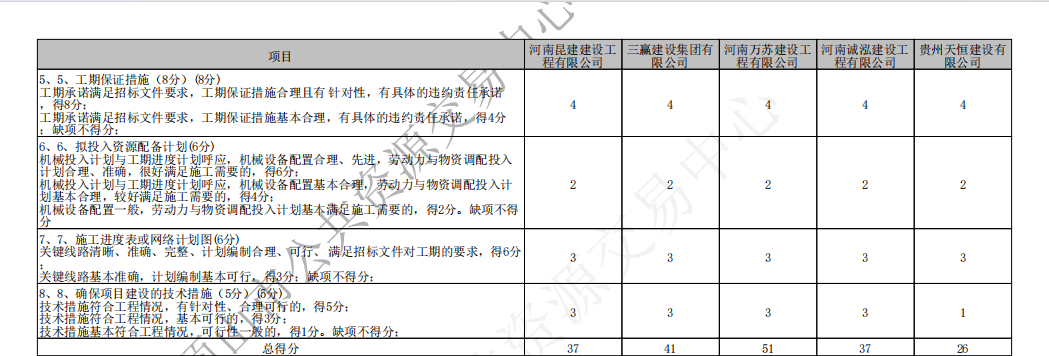 项目 河南昆建建设工程有限公司 三赢建设集团有限公司 河南万苏建设工程有限公司 河南诚泓建设工程有限公司 贵州天恒建设有限公司
5、5、工期保证措施（8分）(8分)
工期承诺满足招标文件要求，工期保证措施合理且有针对性，有具体的违约责任承诺
，得8分；
工期承诺满足招标文件要求，工期保证措施基本合理，有具体的违约责任承诺，得4分
；缺项不得分；
4 4 4 4 4
6、6、拟投入资源配备计划(6分)
机械投入计划与工期进度计划呼应，机械设备配置合理、先进，劳动力与物资调配投入
计划合理、准确，很好满足施工需要的，得6分；
机械投入计划与工期进度计划呼应，机械设备配置基本合理，劳动力与物资调配投入计
划基本合理，较好满足施工需要的，得4分；
机械设备配置一般，劳动力与物资调配投入计划基本满足施工需要的，得2分。缺项不得
分
2 2 2 2 2
7、7、施工进度表或网络计划图(6分)
关键线路清晰、准确、完整、计划编制合理、可行、满足招标文件对工期的要求，得6分
；
关键线路基本准确，计划编制基本可行，得3分；缺项不得分；
3 3 3 3 3
8、8、确保项目建设的技术措施（5分）(5分)
技术措施符合工程情况，有针对性、合理可行的，得5分；
技术措施符合工程情况，基本可行的，得3分；
技术措施基本符合工程情况，可行性一般的，得1分。缺项不得分；
3 3 3 3 1
总得分 37 41 51 37 26
顶山市公共资源交易中心
资源交易中心